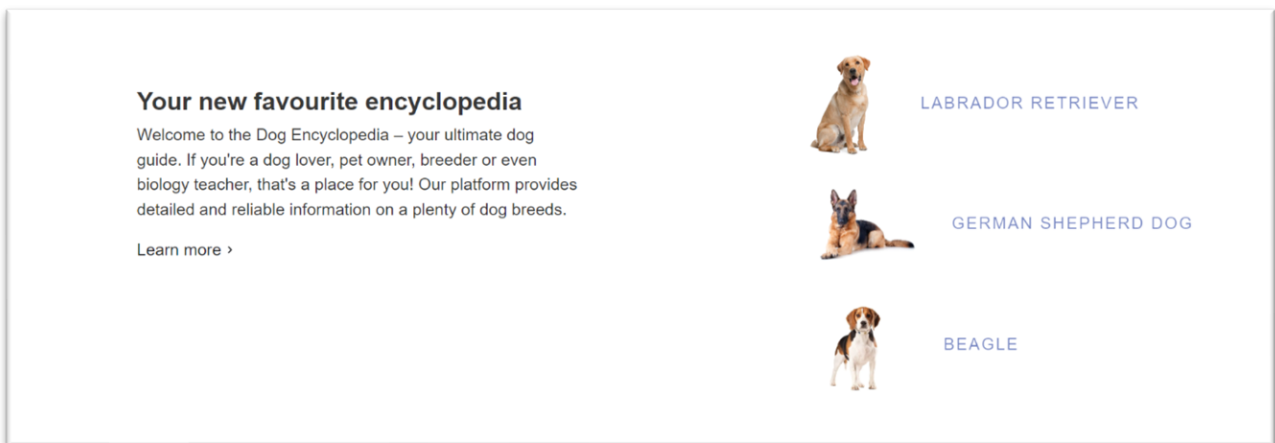 Your new favourite encyclopedia
Welcome to the Dog Encyclopedia – your ultimate dog
guide. If you're a dog lover, pet owner, breeder or even
biology teacher, that's a place for you! Our platform provides
detailed and reliable information on a plenty of dog breeds.
Learn more ›
LABRADOR RETRIEVER
GERMAN SHEPHERD DOG
BEAGLE